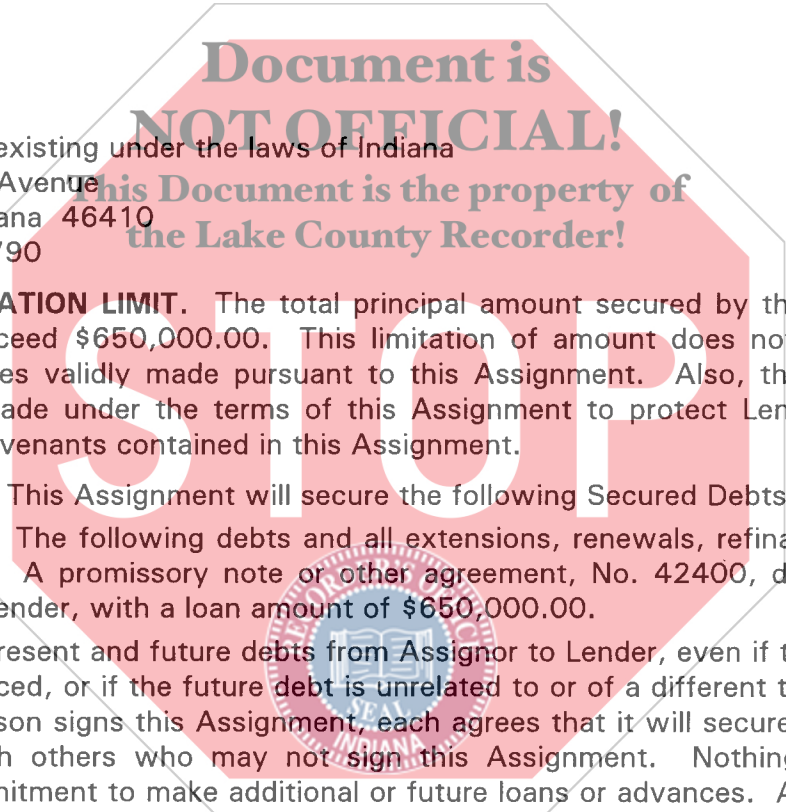 Document is
NOT OFFICIAL!
existing under the laws of Indiana
Avenue
This Document is the property of
ana 46410
the Lake County Recorder!
'90
ATION LIMIT. The total principal amount secured by th
ceed $650,000.00. This limitation of amount does no
es validly made pursuant to this Assignment. Also, th
ade under the terms of this Assignment to protect Len
venants contained in this Assignment.
STOP
This Assignment will secure the following Secured Debts
The following debts and all extensions, renewals, refina
A promissory note or other agreement, No. 42400, d
ender, with a loan amount of $650,000.00.
RECORDER'S OFFICE
resent and future debts from Assignor to Lender, even if t
ced, or if the future debt is unrelated to or of a different t
son signs this Assignment, each agrees that it will secure
SEAL
INDIANA
h others who may not sign this Assignment. Nothing
mitment to make additional or future loans or advances. A